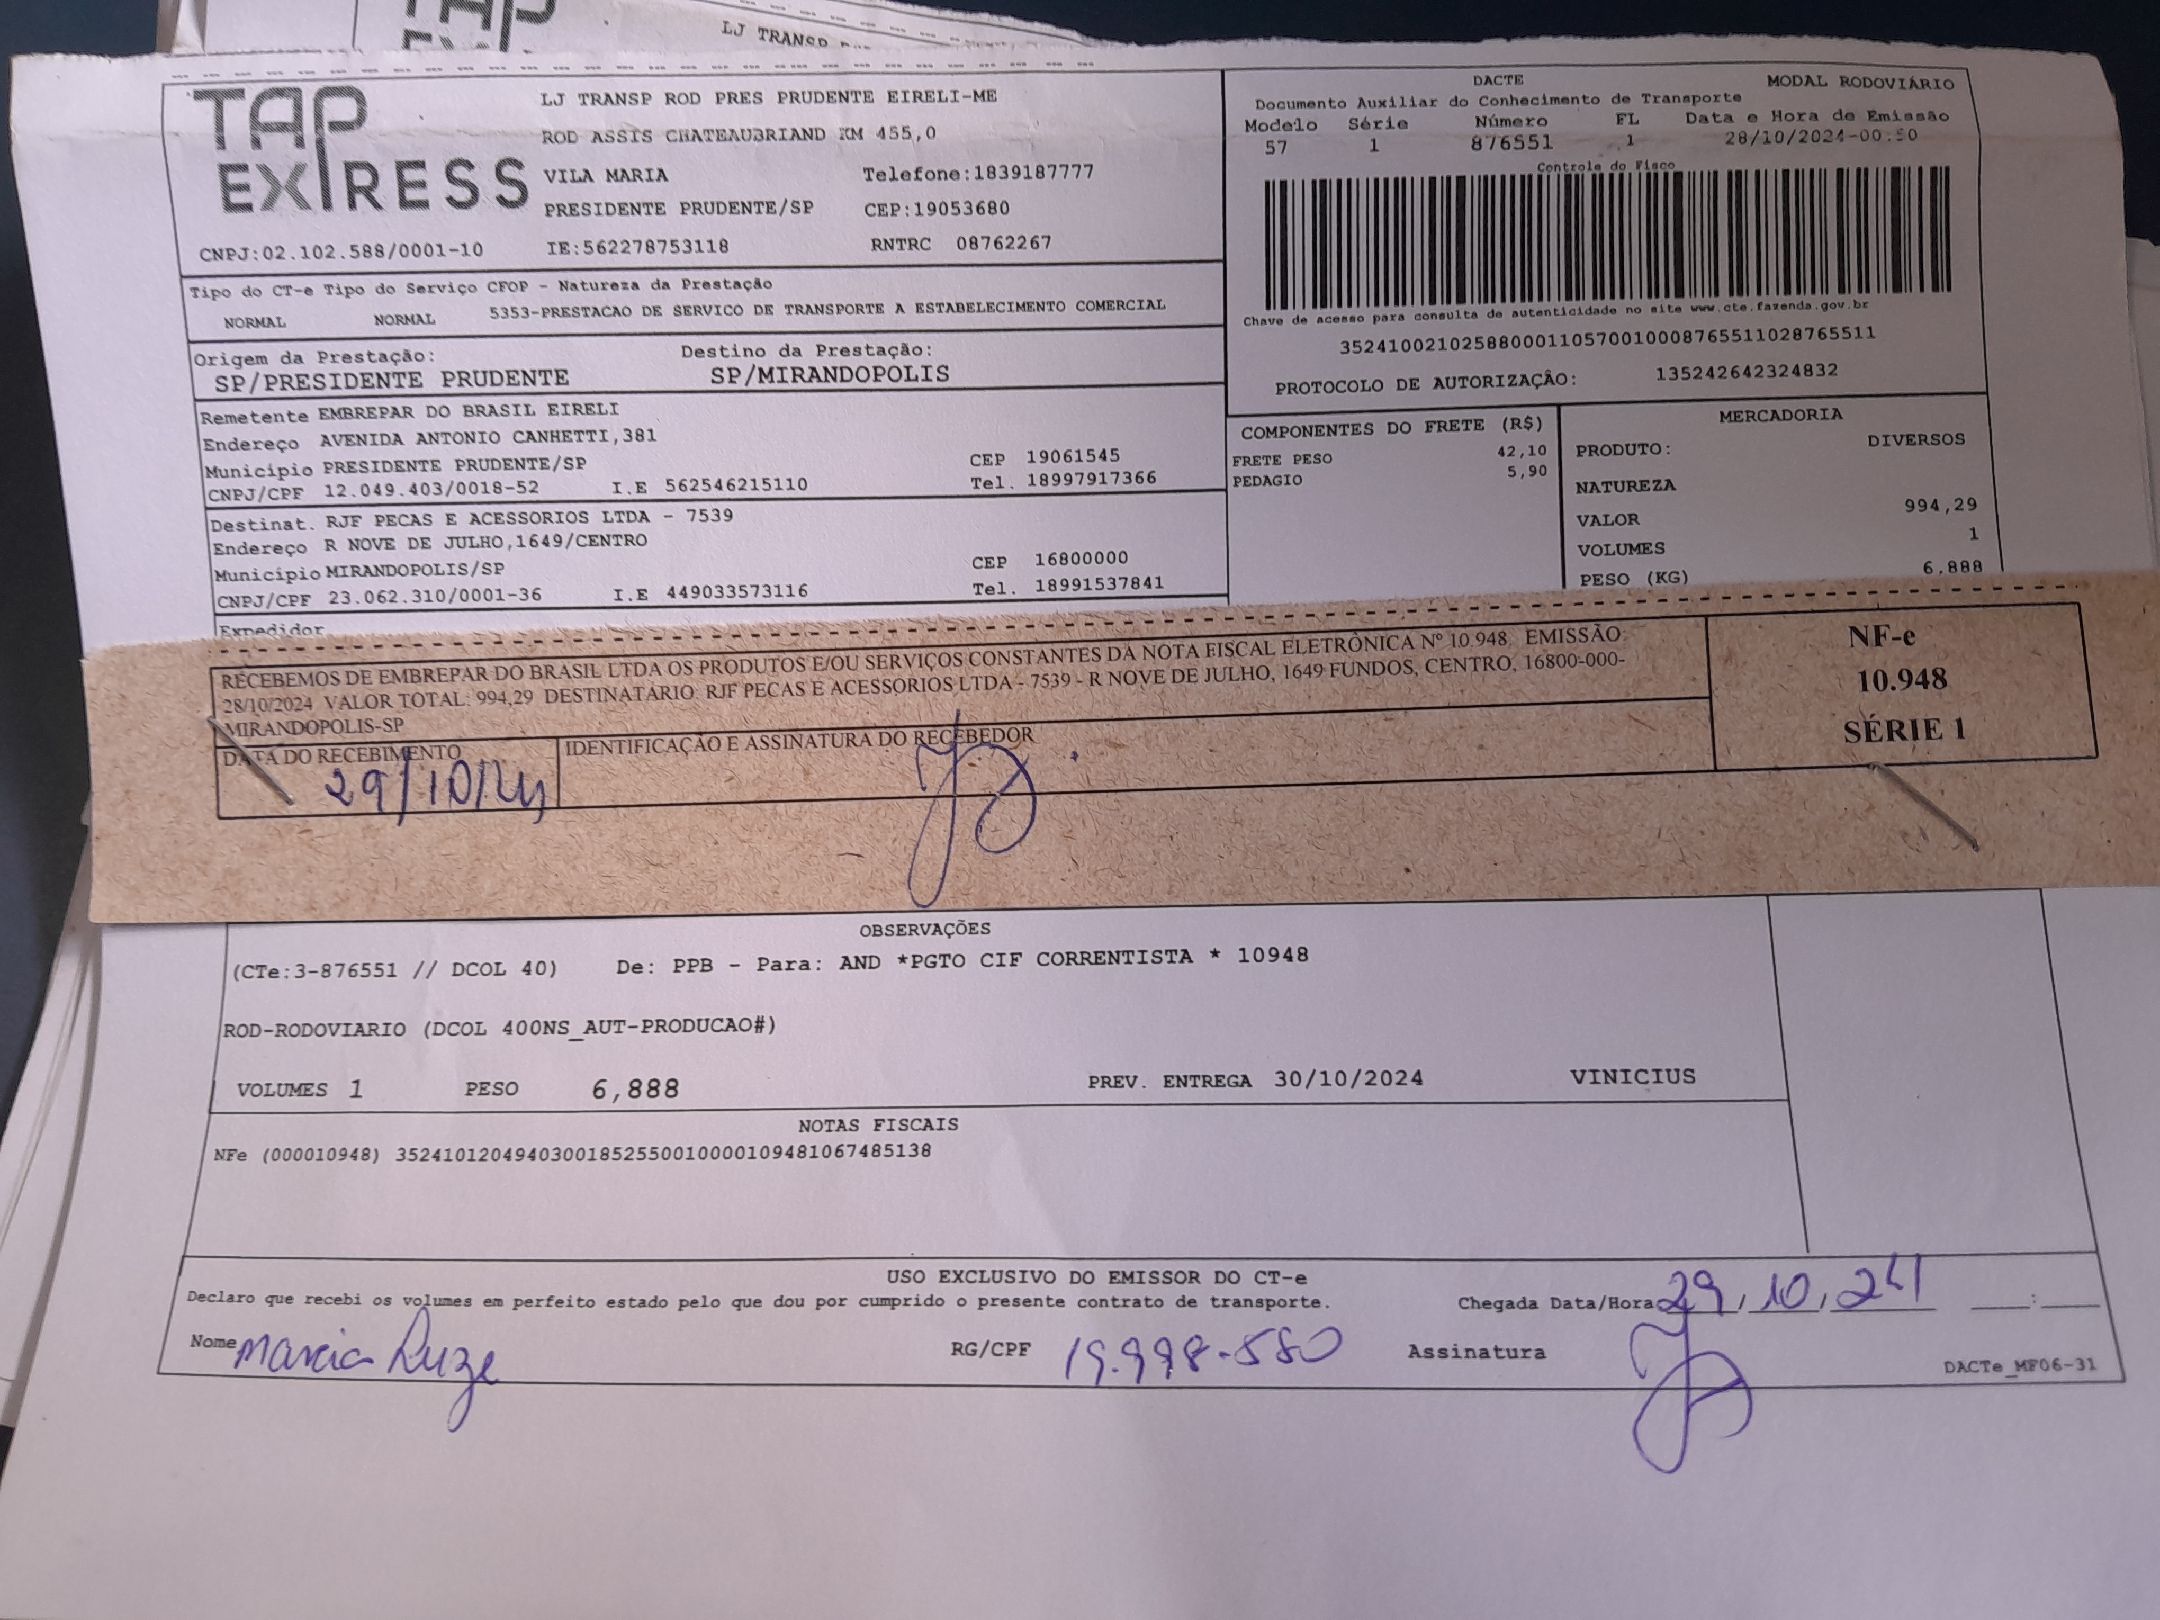 LJ TRANSP
TAP
EXPRESS
LJ TRANSP ROD PRES PRUDENTE EIRELI-ME
ROD ASSIS CHATEAUBRIAND KM 455,0
VILA MARIA Telefone:1839187777
PRESIDENTE PRUDENTE/SP CEP:19053680
CNPJ:02.102.588/0001-10 IE:562278753118 RNTRC 08762267
DACTE MODAL RODOVIÁRIO
Documento Auxiliar do Conhecimento de Transporte
Modelo Série Número FL Data e Hora de Emissão
57 1 876551 1 28/10/2024-00:50
Controle do Fisco
Chave de acesso para consulta de autenticidade no site www.cte.fazenda.gov.br
35241002102588000110570010008765511028765511
PROTOCOLO DE AUTORIZAÇÃO: 135242642324832
Tipo do CT-e Tipo do Serviço CFOP - Natureza da Prestação
NORMAL NORMAL 5353-PRESTACAO DE SERVICO DE TRANSPORTE A ESTABELECIMENTO COMERCIAL
Origem da Prestação: Destino da Prestação:
SP/PRESIDENTE PRUDENTE SP/MIRANDOPOLIS
Remetente EMBREPAR DO BRASIL EIRELI
Endereço AVENIDA ANTONIO CANHETTI,381
Município PRESIDENTE PRUDENTE/SP CEP 19061545
CNPJ/CPF 12.049.403/0018-52 I.E 562546215110 Tel. 18997917366
Destinat. RJF PECAS E ACESSORIOS LTDA - 7539
Endereço R NOVE DE JULHO,1649/CENTRO
Município MIRANDOPOLIS/SP CEP 16800000
CNPJ/CPF 23.062.310/0001-36 I.E 449033573116 Tel. 18991537841
Expedidor
COMPONENTES DO FRETE (R$)
FRETE PESO 42,10
PEDAGIO 5,90
MERCADORIA
PRODUTO: DIVERSOS
NATUREZA
VALOR 994,29
VOLUMES 1
PESO (KG) 6,888
RECEBEMOS DE EMBREPAR DO BRASIL LTDA OS PRODUTOS E/OU SERVIÇOS CONSTANTES DA NOTA FISCAL ELETRÔNICA Nº 10.948 EMISSÃO:
28/10/2024 VALOR TOTAL: 994,29 DESTINATÁRIO: RJF PECAS E ACESSORIOS LTDA - 7539 - R NOVE DE JULHO, 1649 FUNDOS, CENTRO, 16800-000-
MIRANDOPOLIS-SP
DATA DO RECEBIMENTO IDENTIFICAÇÃO E ASSINATURA DO RECEBEDOR
29/10/24
NF-e
10.948
SÉRIE 1
OBSERVAÇÕES
(CTe:3-876551 // DCOL 40) De: PPB - Para: AND *PGTO CIF CORRENTISTA * 10948
ROD-RODOVIARIO (DCOL 400NS_AUT-PRODUCAO#)
VOLUMES 1 PESO 6,888 PREV. ENTREGA 30/10/2024 VINICIUS
NOTAS FISCAIS
NFe (000010948) 35241012049403001852550010000109481067485138
USO EXCLUSIVO DO EMISSOR DO CT-e
Declaro que recebi os volumes em perfeito estado pelo que dou por cumprido o presente contrato de transporte. Chegada Data/Hora 29/10/24 :
Nome Marcia Luze RG/CPF 19.998-580 Assinatura
DACTe_MF06-31